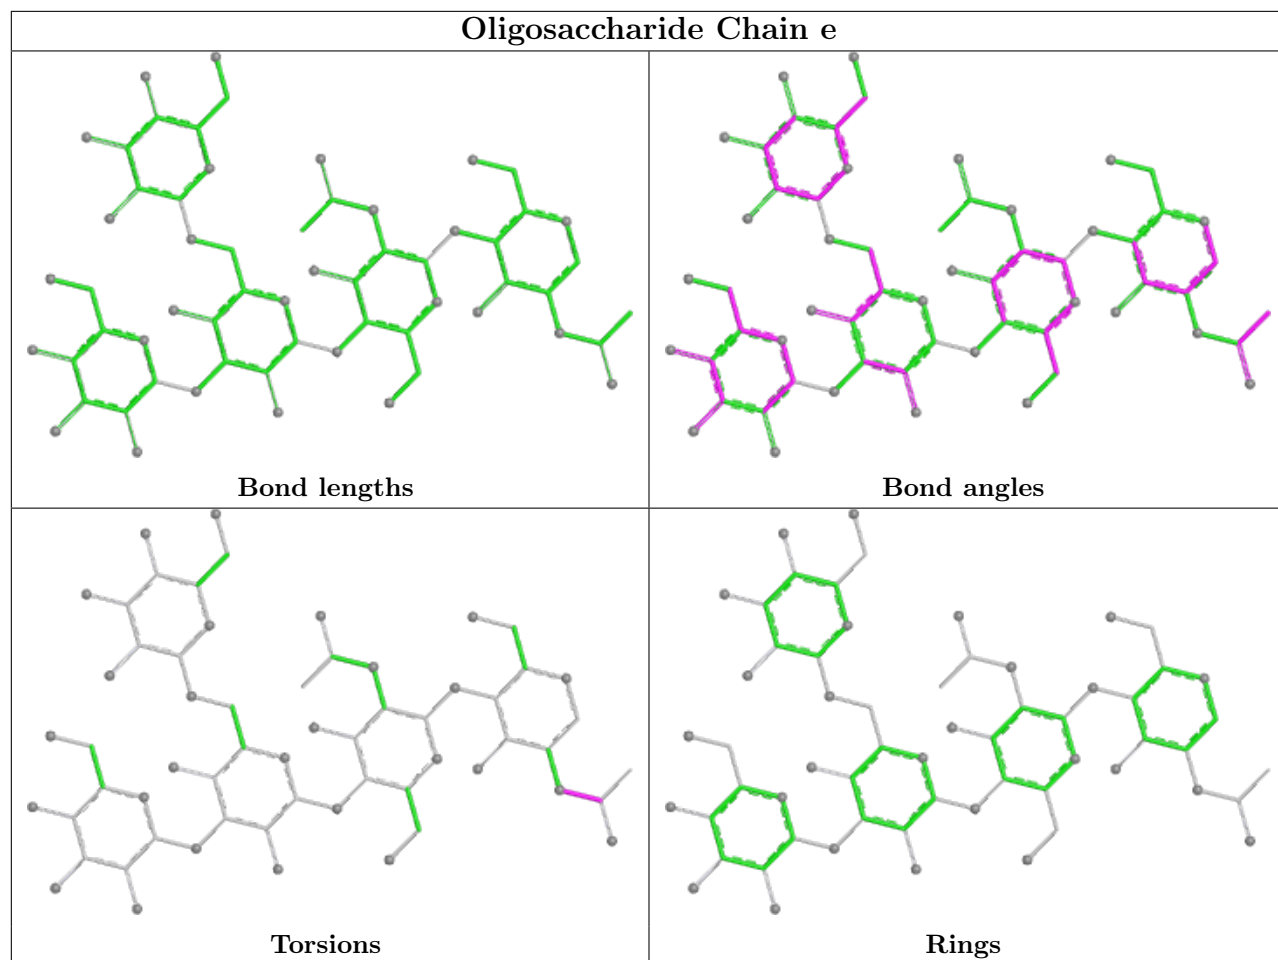 Oligosaccharide Chain e
Bond lengths
Bond angles
Torsions
Rings